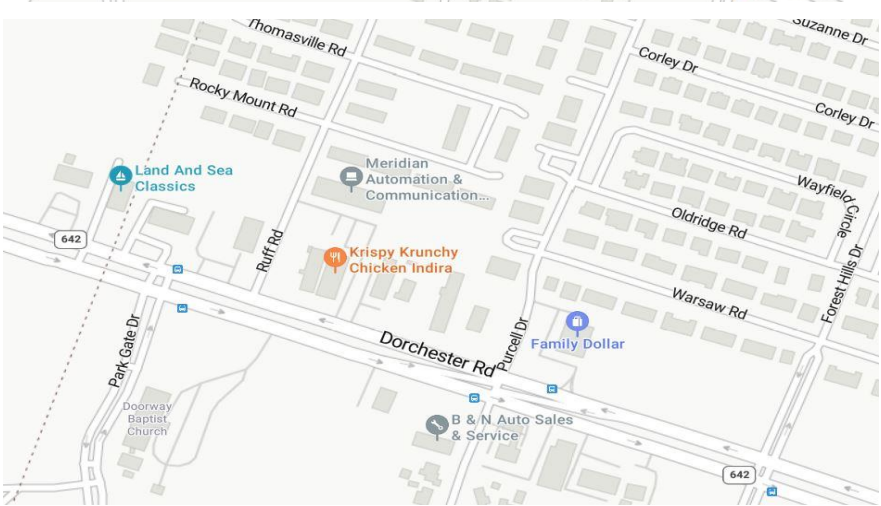 Thomasville Rd
Suzanne Dr
Corley Dr
Rocky Mount Rd
Corley Dr
Land And Sea
Classics
Meridian
Automation &
Communication...
Wayfield Circle
Oldridge Rd
642
Ruff Rd
Krispy Krunchy
Chicken Indira
Forest Hills Dr
Warsaw Rd
Park Gate Dr
Dorchester Rd
Purcell Dr
Family Dollar
Doorway
Baptist
Church
B & N Auto Sales
& Service
642